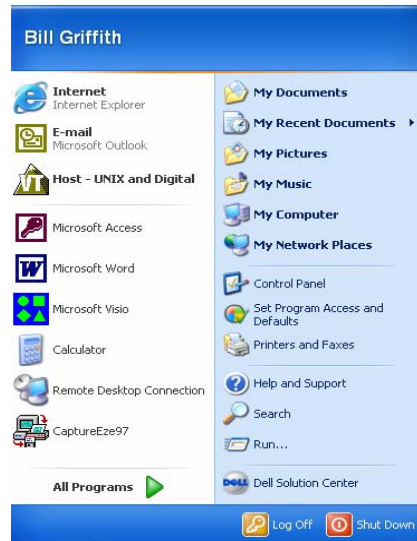 Bill Griffith
Internet
Internet Explorer
E-mail
Microsoft Outlook
VT
Host - UNIX and Digital
Microsoft Access
W
Microsoft Word
Microsoft Visio
Calculator
Remote Desktop Connection
CaptureEze97
All Programs
My Documents
My Recent Documents
My Pictures
My Music
My Computer
My Network Places
Control Panel
Set Program Access and
Defaults
Printers and Faxes
Help and Support
Search
Run...
DELL Dell Solution Center
Log Off
Shut Down